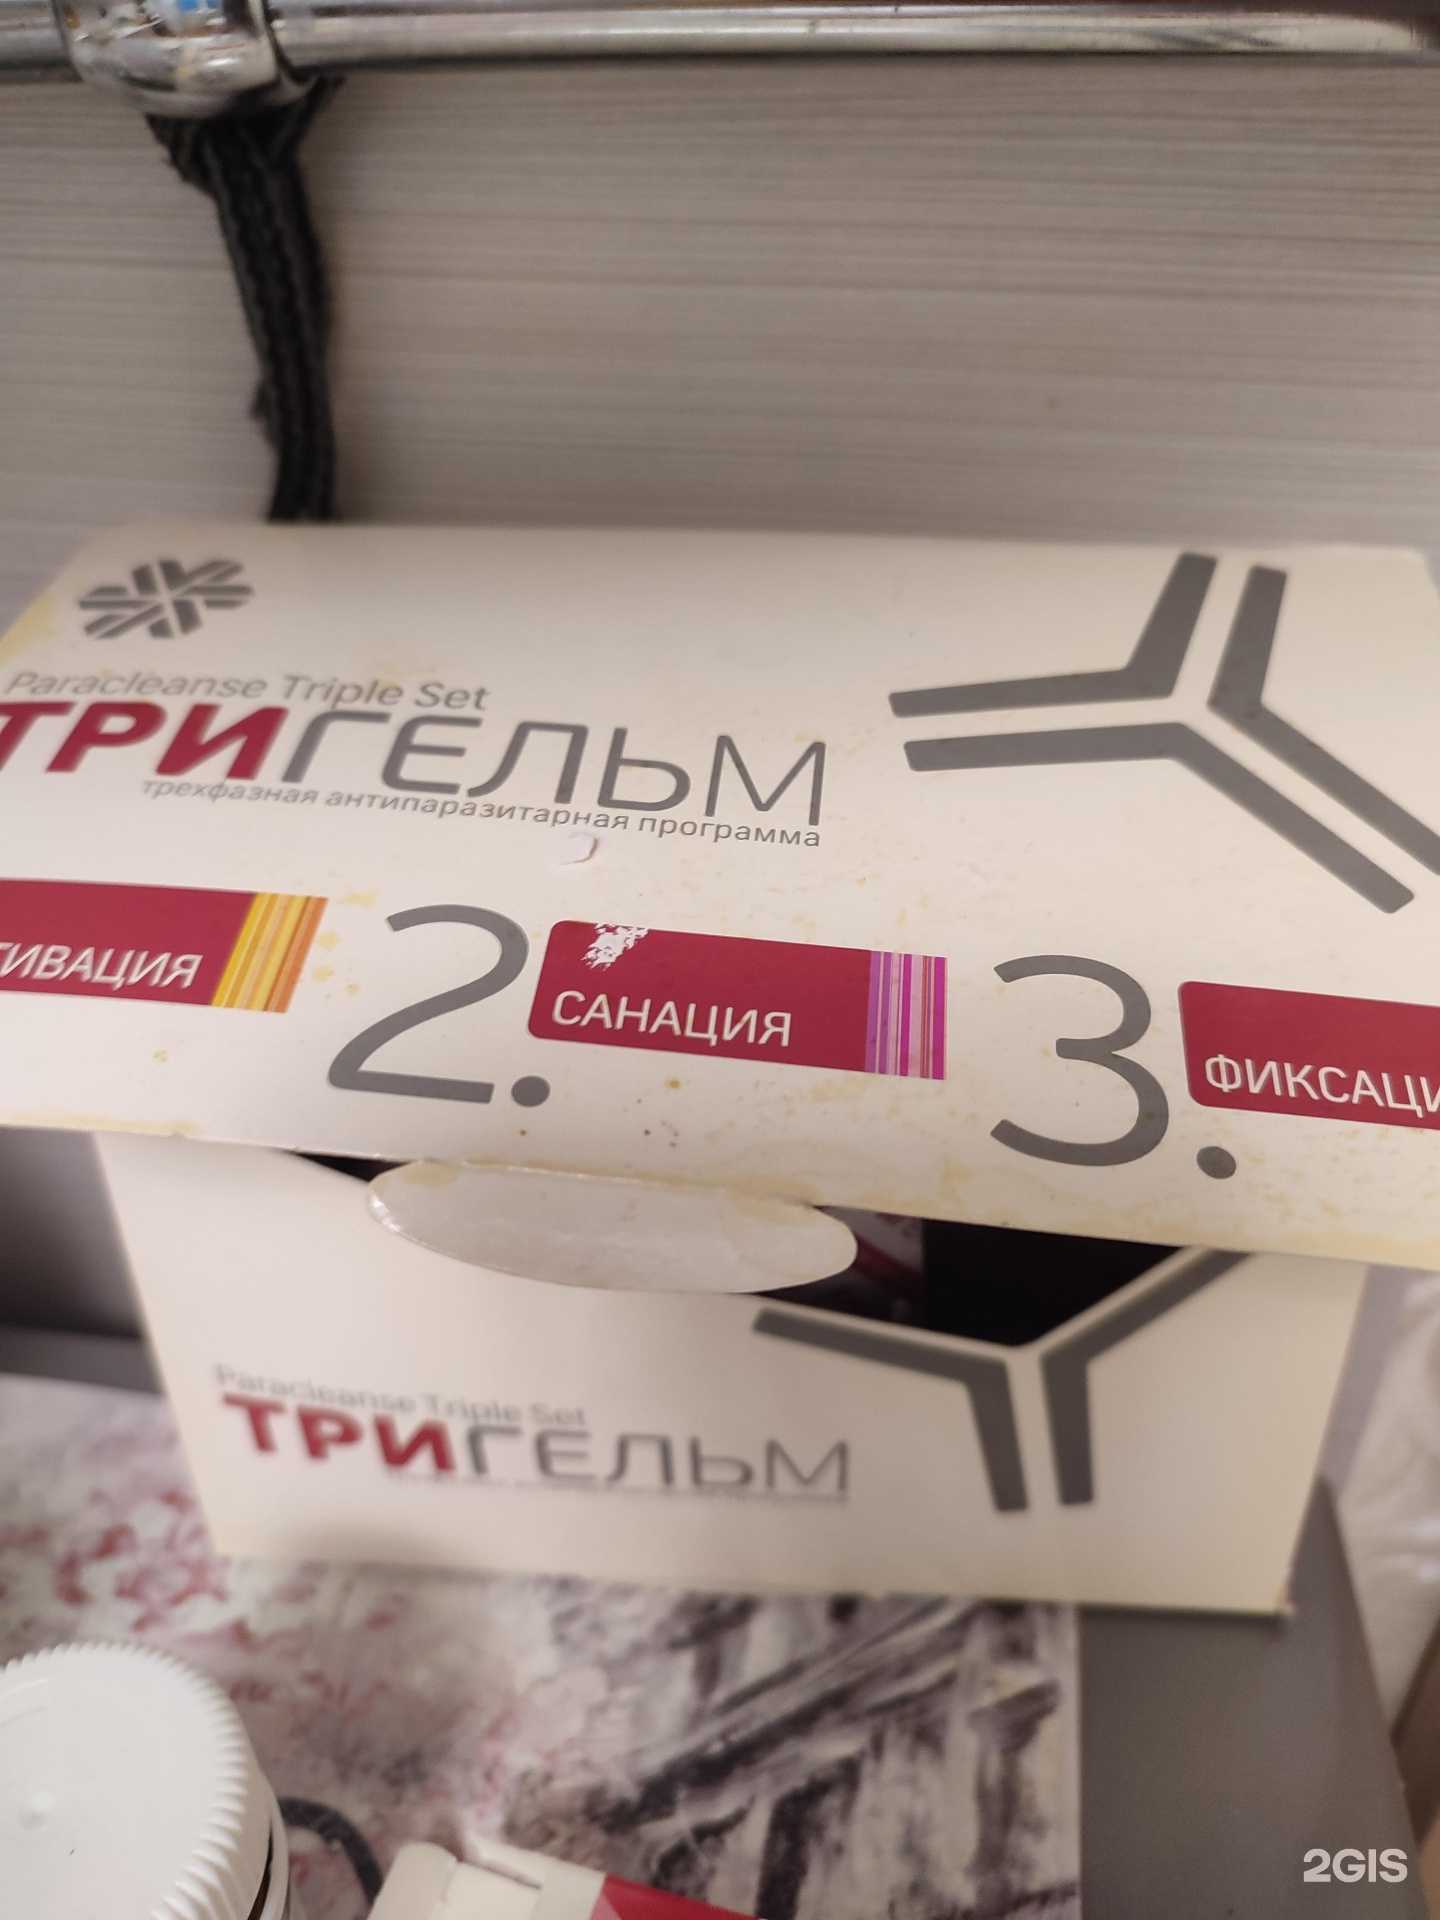 Paracleanse Triple Set
ТРИГЕЛЬМ
трехфазная антипаразитарная программа
ТИВАЦИЯ
2.
САНАЦИЯ
3.
ФИКСАЦИ
Paracleanse Triple Set
ТРИГЕЛЬМ
2GIS